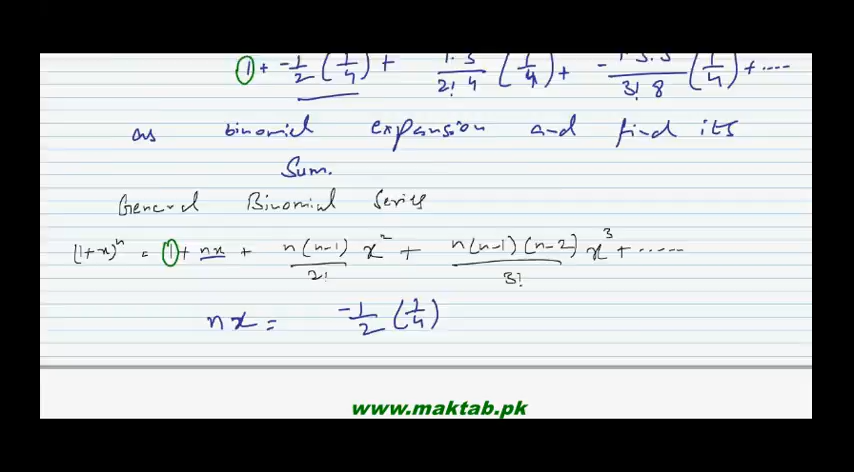 1 + -1/2 (1/4) + 1·3/2! 4 (1/4) + -1·3·5/3! 8 (1/4) + ....
as binomial expansion and find its
Sum.
General Binomial Series
(1+x)^n = 1 + nx + n(n-1)/2! x^2 + n(n-1)(n-2)/3! x^3 + ......
nx = -1/2 (1/4)
www.maktab.pk